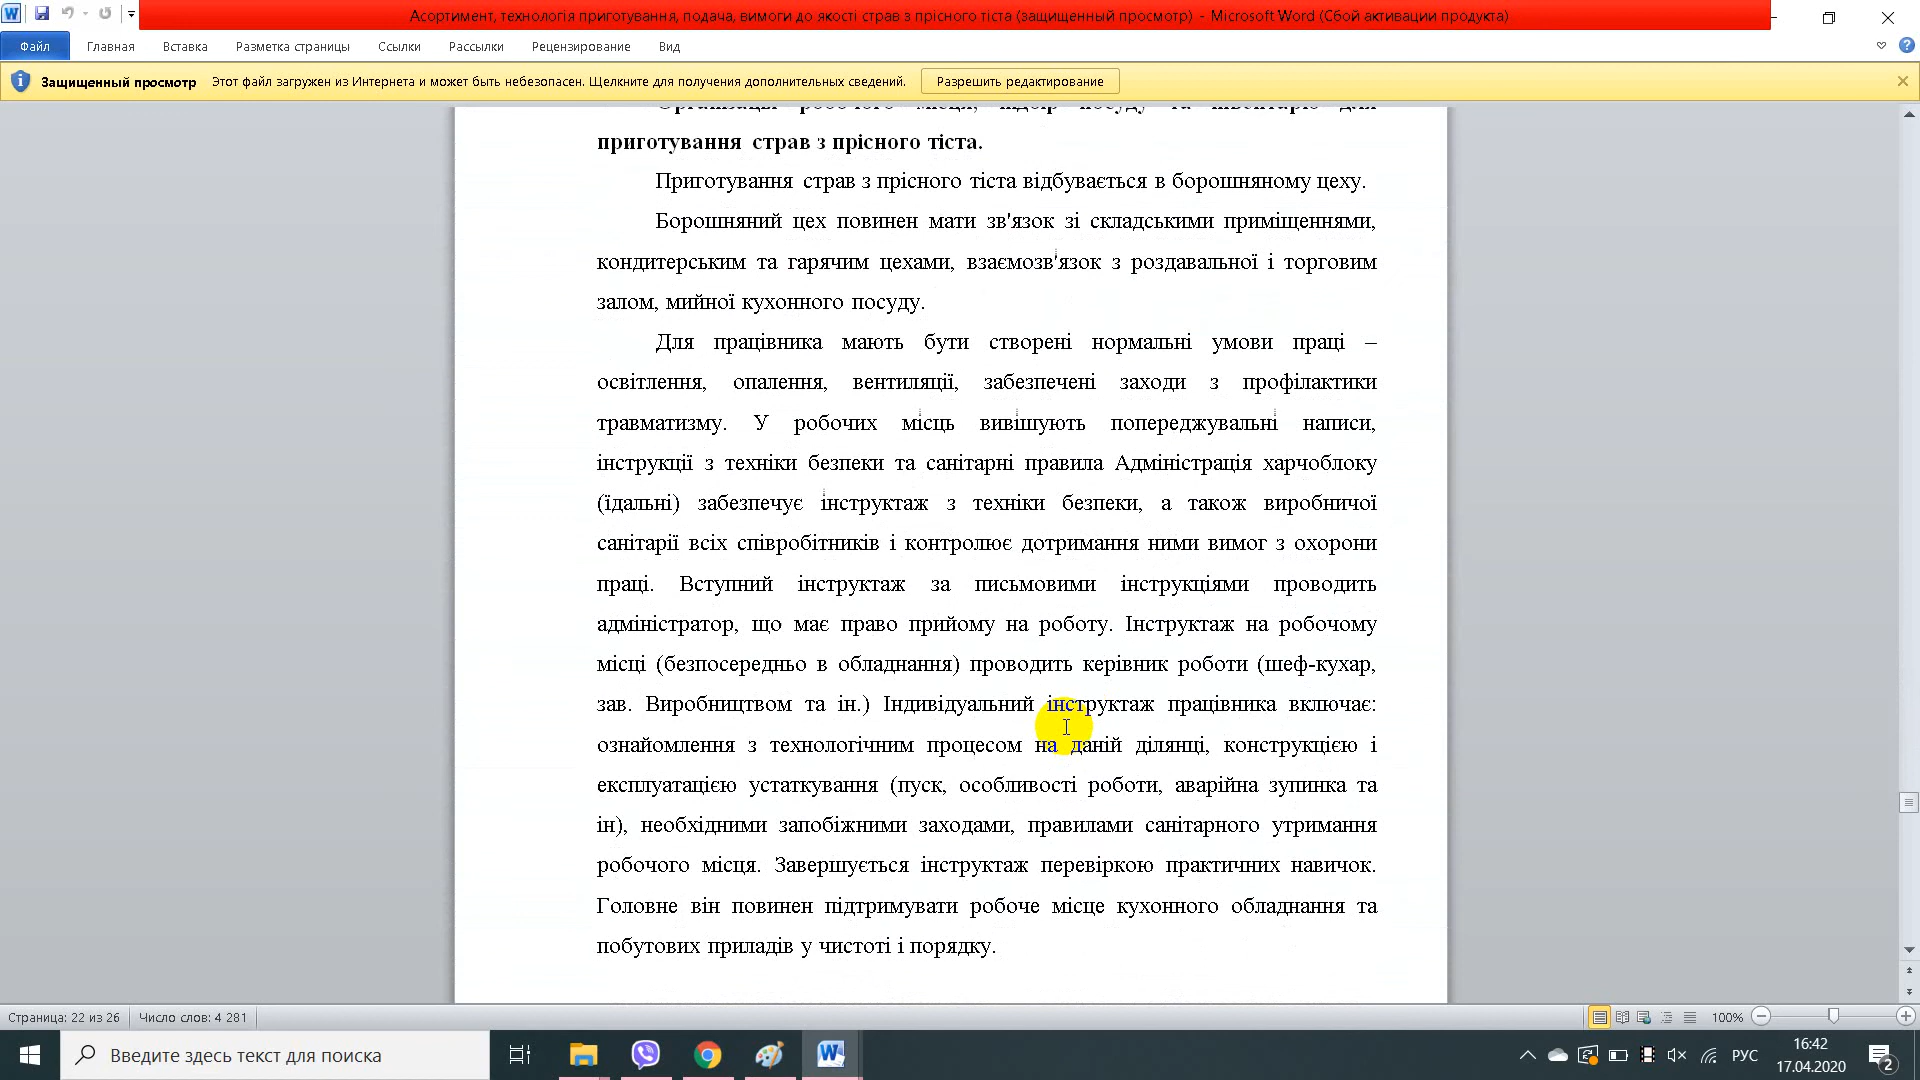 Асортимент, технологія приготування, подача, вимоги до якості страв з прісного тіста (защищенный просмотр) - Microsoft Word (Сбой активации продукта)
Файл Главная Вставка Разметка страницы Ссылки Рассылки Рецензирование Вид
Защищенный просмотр Этот файл загружен из Интернета и может быть небезопасен. Щелкните для получения дополнительных сведений. Разрешить редактирование
Організація робочого місця, підбір посуду та інвентарю для
приготування страв з прісного тіста.
Приготування страв з прісного тіста відбувається в борошняному цеху.
Борошняний цех повинен мати зв'язок зі складськими приміщеннями,
кондитерським та гарячим цехами, взаємозв'язок з роздавальної і торговим
залом, мийної кухонного посуду.
Для працівника мають бути створені нормальні умови праці –
освітлення, опалення, вентиляції, забезпечені заходи з профілактики
травматизму. У робочих місць вивішують попереджувальні написи,
інструкції з техніки безпеки та санітарні правила Адміністрація харчоблоку
(їдальні) забезпечує інструктаж з техніки безпеки, а також виробничої
санітарії всіх співробітників і контролює дотримання ними вимог з охорони
праці. Вступний інструктаж за письмовими інструкціями проводить
адміністратор, що має право прийому на роботу. Інструктаж на робочому
місці (безпосередньо в обладнання) проводить керівник роботи (шеф-кухар,
зав. Виробництвом та ін.) Індивідуальний інструктаж працівника включає:
ознайомлення з технологічним процесом на даній ділянці, конструкцією і
експлуатацією устаткування (пуск, особливості роботи, аварійна зупинка та
ін), необхідними запобіжними заходами, правилами санітарного утримання
робочого місця. Завершується інструктаж перевіркою практичних навичок.
Головне він повинен підтримувати робоче місце кухонного обладнання та
побутових приладів у чистоті і порядку.
Страница: 22 из 26 Число слов: 4 281 100%
Введите здесь текст для поиска РУС 16:42
17.04.2020 2